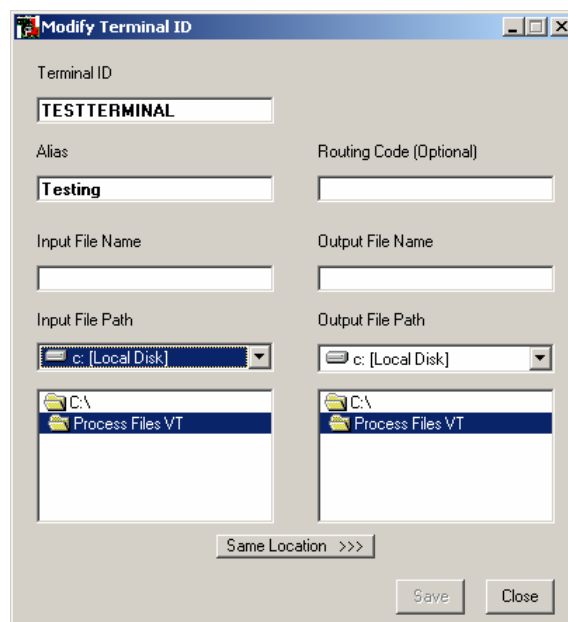 Modify Terminal ID
Terminal ID
TESTTERMINAL
Alias
Routing Code (Optional)
Testing
Input File Name
Output File Name
Input File Path
Output File Path
c: [Local Disk]
c: [Local Disk]
C:\
Process Files VT
C:\
Process Files VT
Same Location >>>
Save
Close